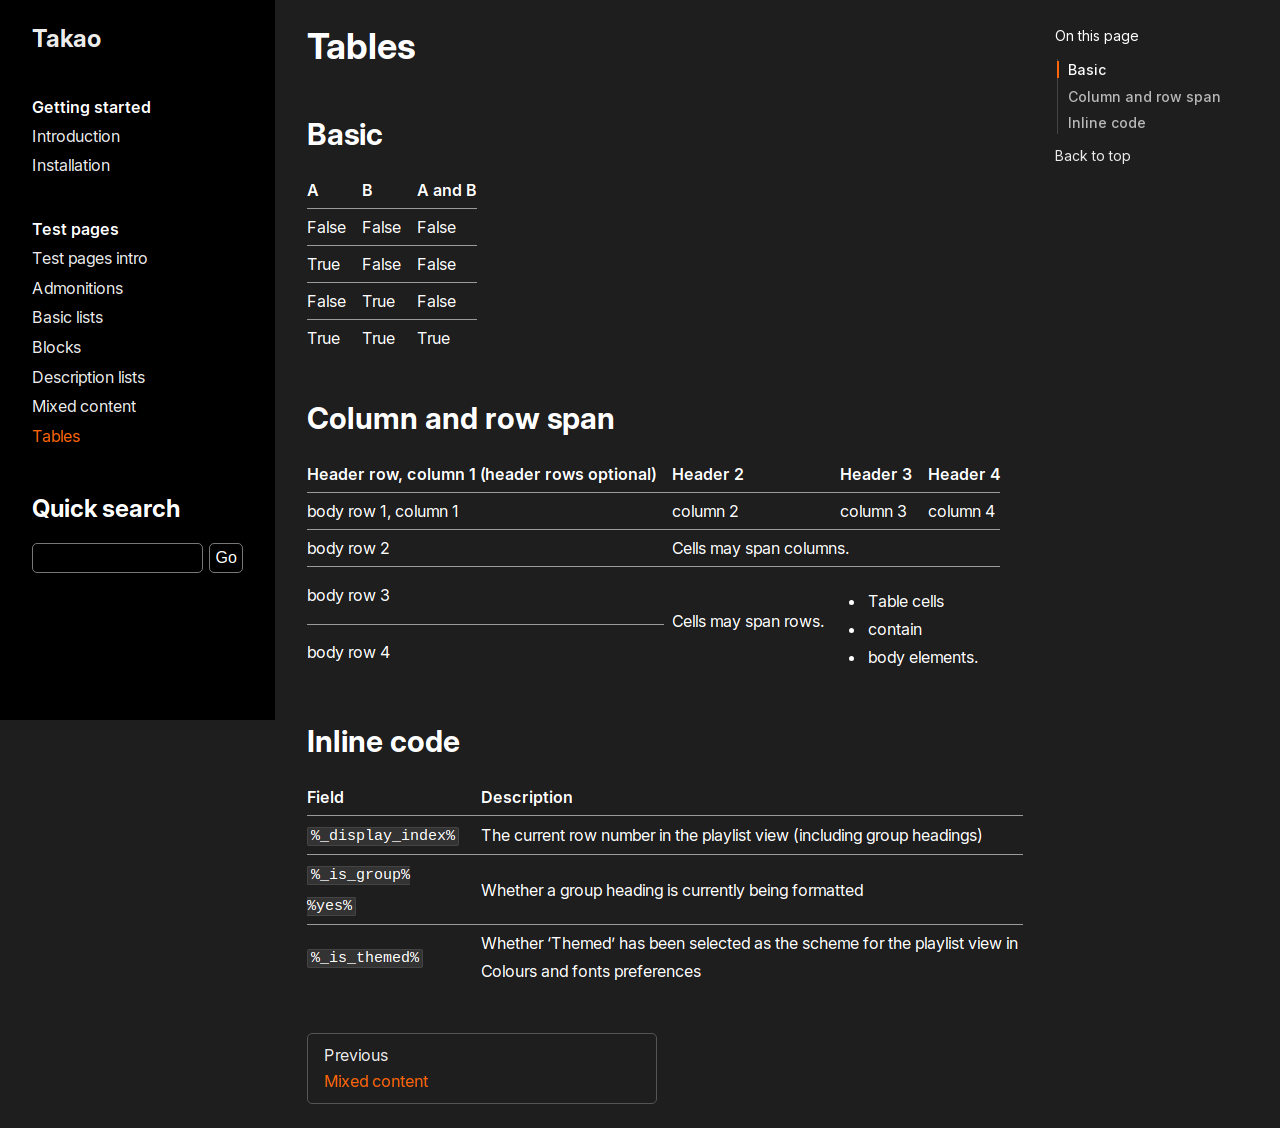 Takao
Getting started
Introduction
Installation
Test pages
Test pages intro
Admonitions
Basic lists
Blocks
Description lists
Mixed content
Tables
Quick search
Go
Tables
Basic
A B A and B
False False False
True False False
False True False
True True True
Column and row span
Header row, column 1 (header rows optional) Header 2 Header 3 Header 4
body row 1, column 1 column 2 column 3 column 4
body row 2 Cells may span columns.
body row 3
Cells may span rows.
• Table cells
• contain
• body elements.
body row 4
Inline code
Field Description
%_display_index% The current row number in the playlist view (including group headings)
%_is_group%
%yes%
Whether a group heading is currently being formatted
%_is_themed%
Whether ‘Themed’ has been selected as the scheme for the playlist view in
Colours and fonts preferences
Previous
Mixed content
On this page
Basic
Column and row span
Inline code
Back to top